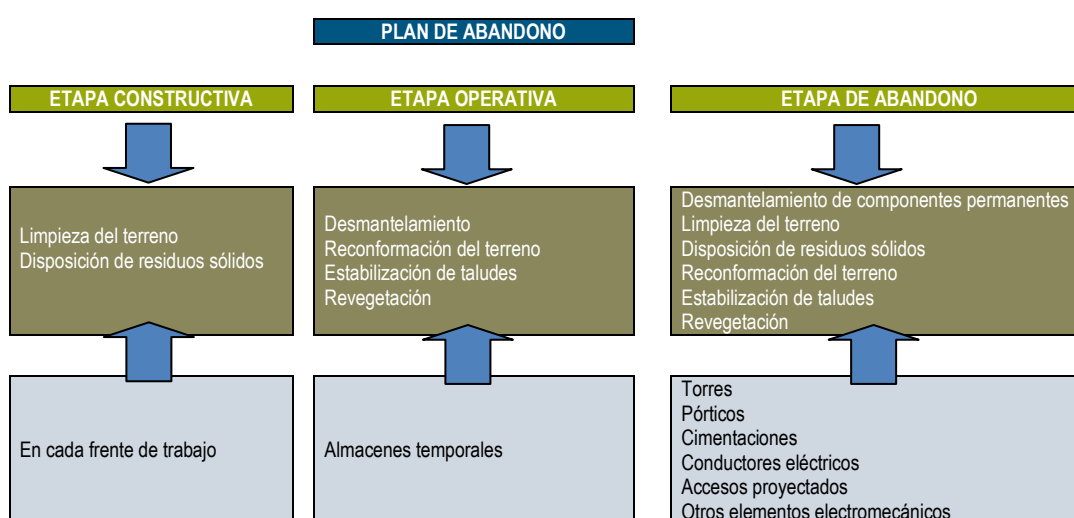 PLAN DE ABANDONO
ETAPA CONSTRUCTIVA
Limpieza del terreno
Disposición de residuos sólidos
En cada frente de trabajo
ETAPA OPERATIVA
Desmantelamiento
Reconformación del terreno
Estabilización de taludes
Revegetación
Almacenes temporales
ETAPA DE ABANDONO
Desmantelamiento de componentes permanentes
Limpieza del terreno
Disposición de residuos sólidos
Reconformación del terreno
Estabilización de taludes
Revegetación
Torres
Pórticos
Cimentaciones
Conductores eléctricos
Accesos proyectados
Otros elementos electromecánicos